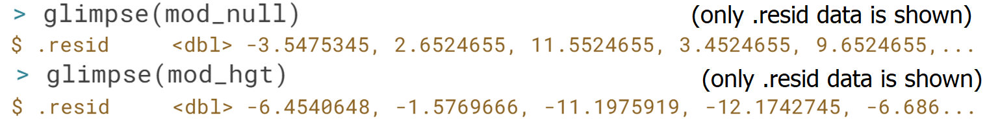 > glimpse(mod_null) (only .resid data is shown)
$ .resid <dbl> -3.5475345, 2.6524655, 11.5524655, 3.4524655, 9.6524655,...
> glimpse(mod_hgt) (only .resid data is shown)
$ .resid <dbl> -6.4540648, -1.5769666, -11.1975919, -12.1742745, -6.686...